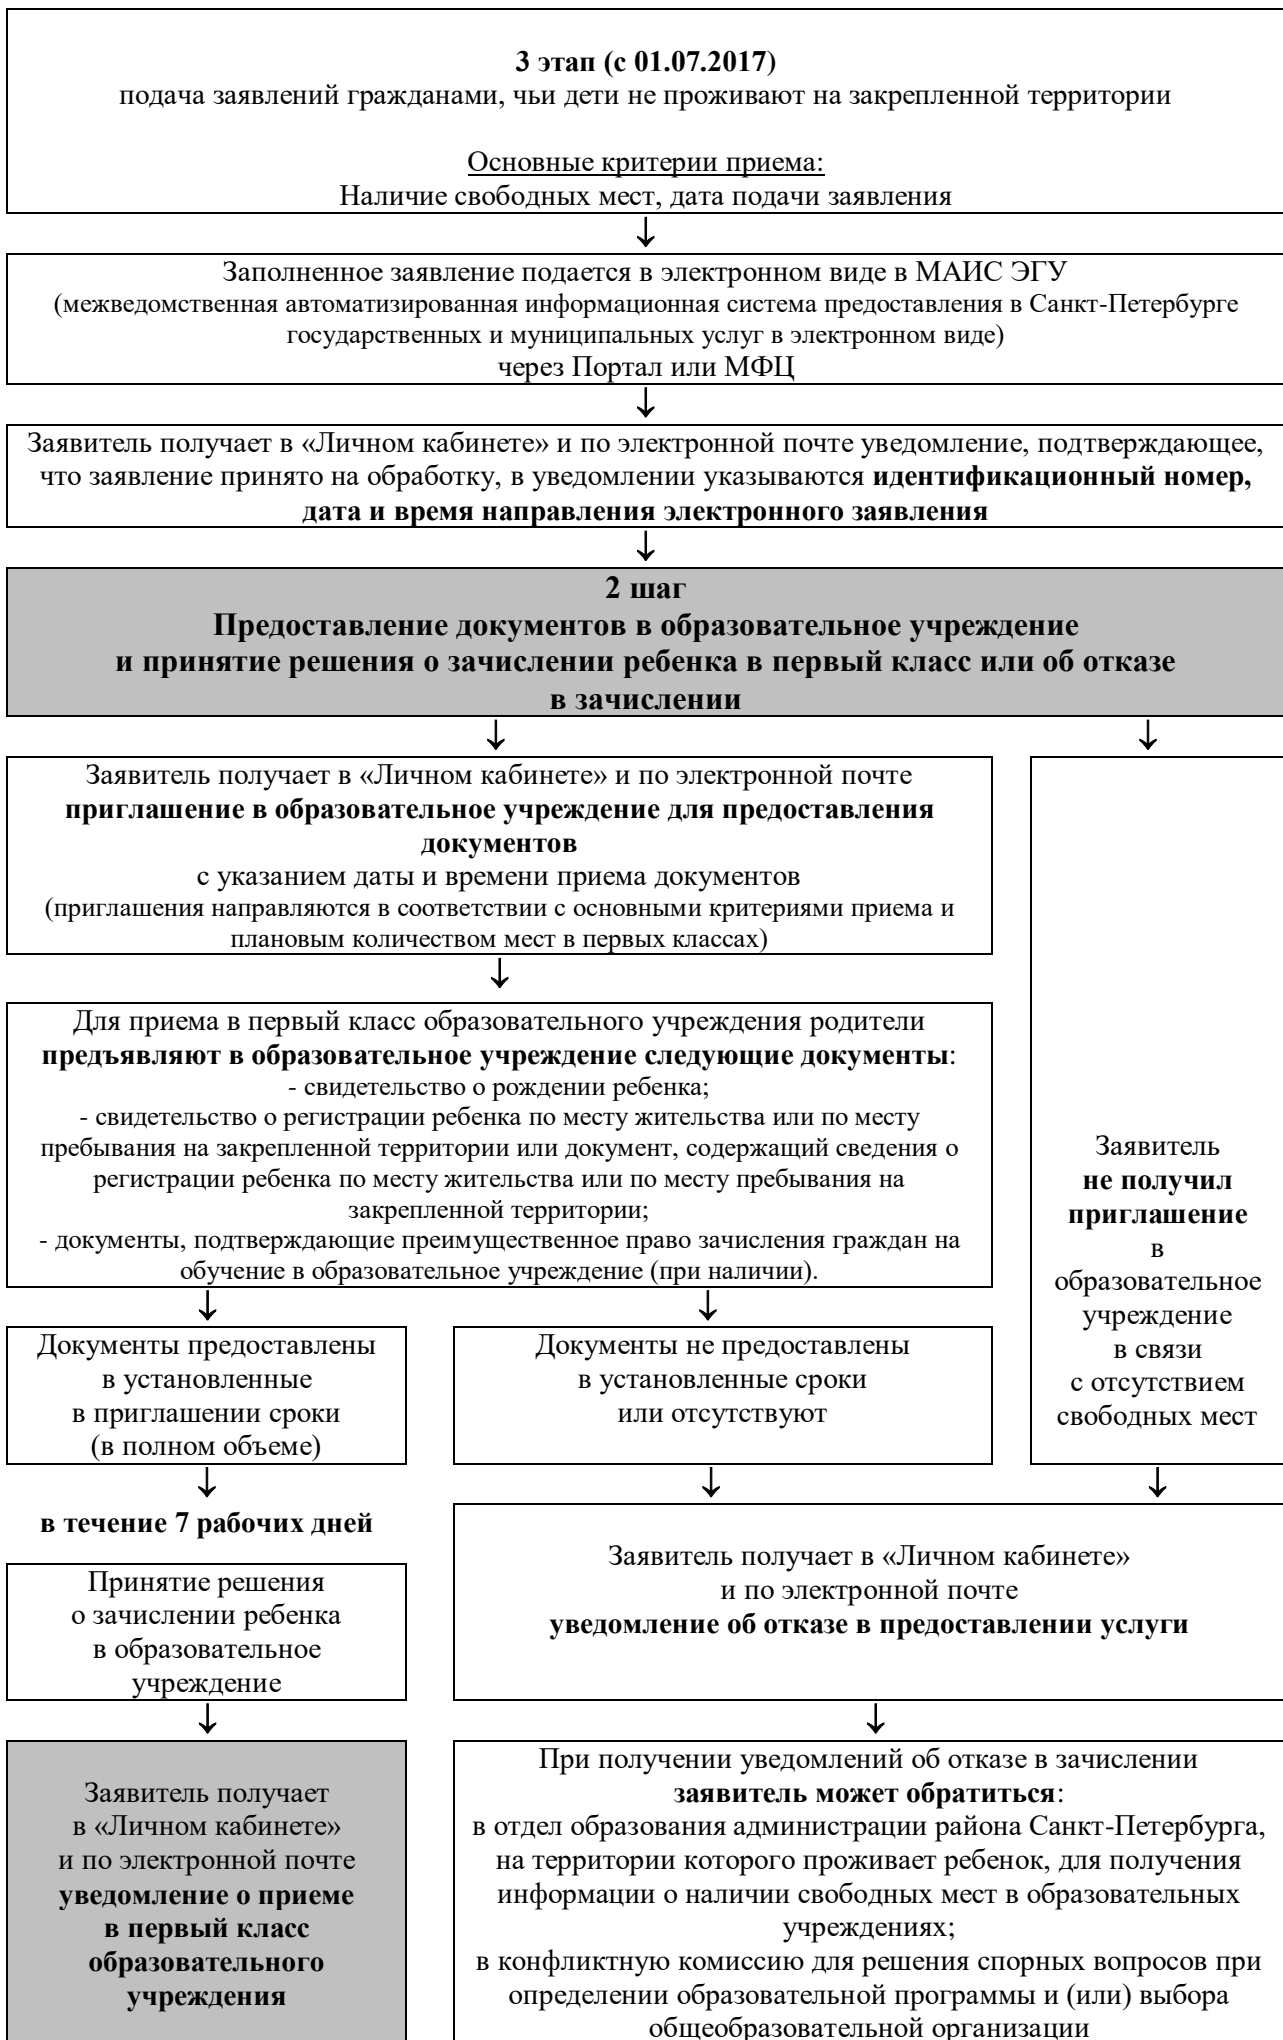 3 этап (с 01.07.2017)
подача заявлений гражданами, чьи дети не проживают на закрепленной территории
Основные критерии приема:
Наличие свободных мест, дата подачи заявления
↓
Заполненное заявление подается в электронном виде в МАИС ЭГУ
(межведомственная автоматизированная информационная система предоставления в Санкт-Петербурге
государственных и муниципальных услуг в электронном виде)
через Портал или МФЦ
↓
Заявитель получает в «Личном кабинете» и по электронной почте уведомление, подтверждающее,
что заявление принято на обработку, в уведомлении указываются идентификационный номер,
дата и время направления электронного заявления
↓
2 шаг
Предоставление документов в образовательное учреждение
и принятие решения о зачислении ребенка в первый класс или об отказе
в зачислении
↓ ↓
Заявитель получает в «Личном кабинете» и по электронной почте
приглашение в образовательное учреждение для предоставления
документов
с указанием даты и времени приема документов
(приглашения направляются в соответствии с основными критериями приема и
плановым количеством мест в первых классах)
↓
Для приема в первый класс образовательного учреждения родители
предъявляют в образовательное учреждение следующие документы:
- свидетельство о рождении ребенка;
- свидетельство о регистрации ребенка по месту жительства или по месту
пребывания на закрепленной территории или документ, содержащий сведения о
регистрации ребенка по месту жительства или по месту пребывания на
закрепленной территории;
- документы, подтверждающие преимущественное право зачисления граждан на
обучение в образовательное учреждение (при наличии).
↓ ↓
Документы предоставлены
в установленные
в приглашении сроки
(в полном объеме)
Документы не предоставлены
в установленные сроки
или отсутствуют
Заявитель
не получил
приглашение
в
образовательное
учреждение
в связи
с отсутствием
свободных мест
↓ ↓ ↓
в течение 7 рабочих дней
Принятие решения
о зачислении ребенка
в образовательное
учреждение
Заявитель получает в «Личном кабинете»
и по электронной почте
уведомление об отказе в предоставлении услуги
↓ ↓
Заявитель получает
в «Личном кабинете»
и по электронной почте
уведомление о приеме
в первый класс
образовательного
учреждения
При получении уведомлений об отказе в зачислении
заявитель может обратиться:
в отдел образования администрации района Санкт-Петербурга,
на территории которого проживает ребенок, для получения
информации о наличии свободных мест в образовательных
учреждениях;
в конфликтную комиссию для решения спорных вопросов при
определении образовательной программы и (или) выбора
общеобразовательной организации